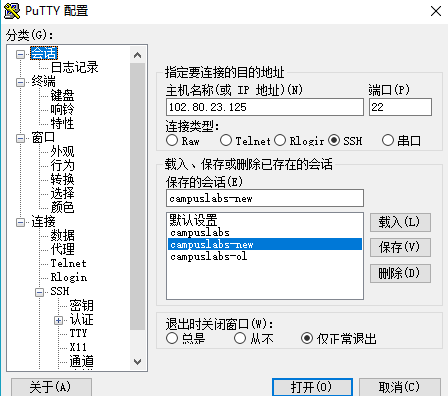 PuTTY 配置
分类(G):
会话
日志记录
终端
键盘
响铃
特性
窗口
外观
行为
转换
选择
颜色
连接
数据
代理
Telnet
Rlogin
SSH
密钥
认证
TTY
X11
通道
指定要连接的目的地址
主机名称(或 IP 地址)(N) 端口(P)
102.80.23.125 22
连接类型:
Raw Telnet Rlogin SSH 串口
载入、保存或删除已存在的会话
保存的会话(E)
campuslabs-new
默认设置
campuslabs
campuslabs-new
campuslabs-ol
载入(L)
保存(V)
删除(D)
退出时关闭窗口(W):
总是 从不 仅正常退出
关于(A) 打开(O) 取消(C)